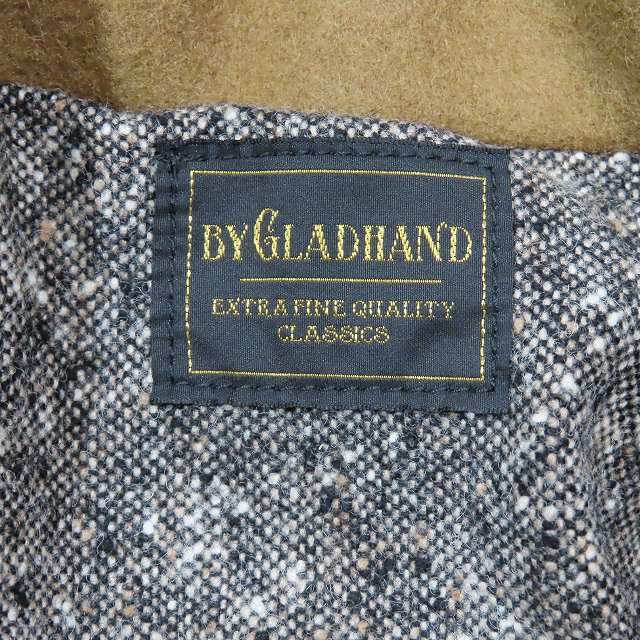 BY GLADHAND
EXTRA FINE QUALITY
CLASSICS